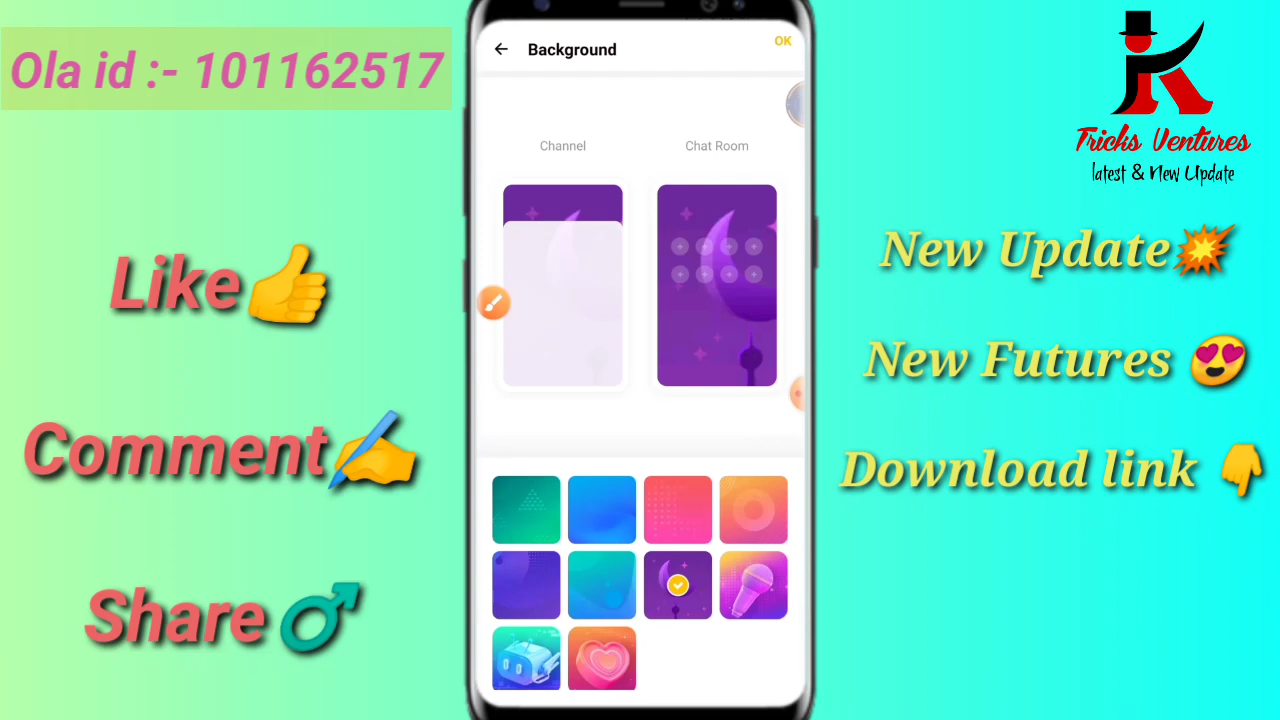 Ola id :- 101162517
Background
OK
Channel
Chat Room
Tricks Ventures
latest & New Update
Like👍
Comment✍
Share♂
New Update💥
New Futures 😍
Download link 👇